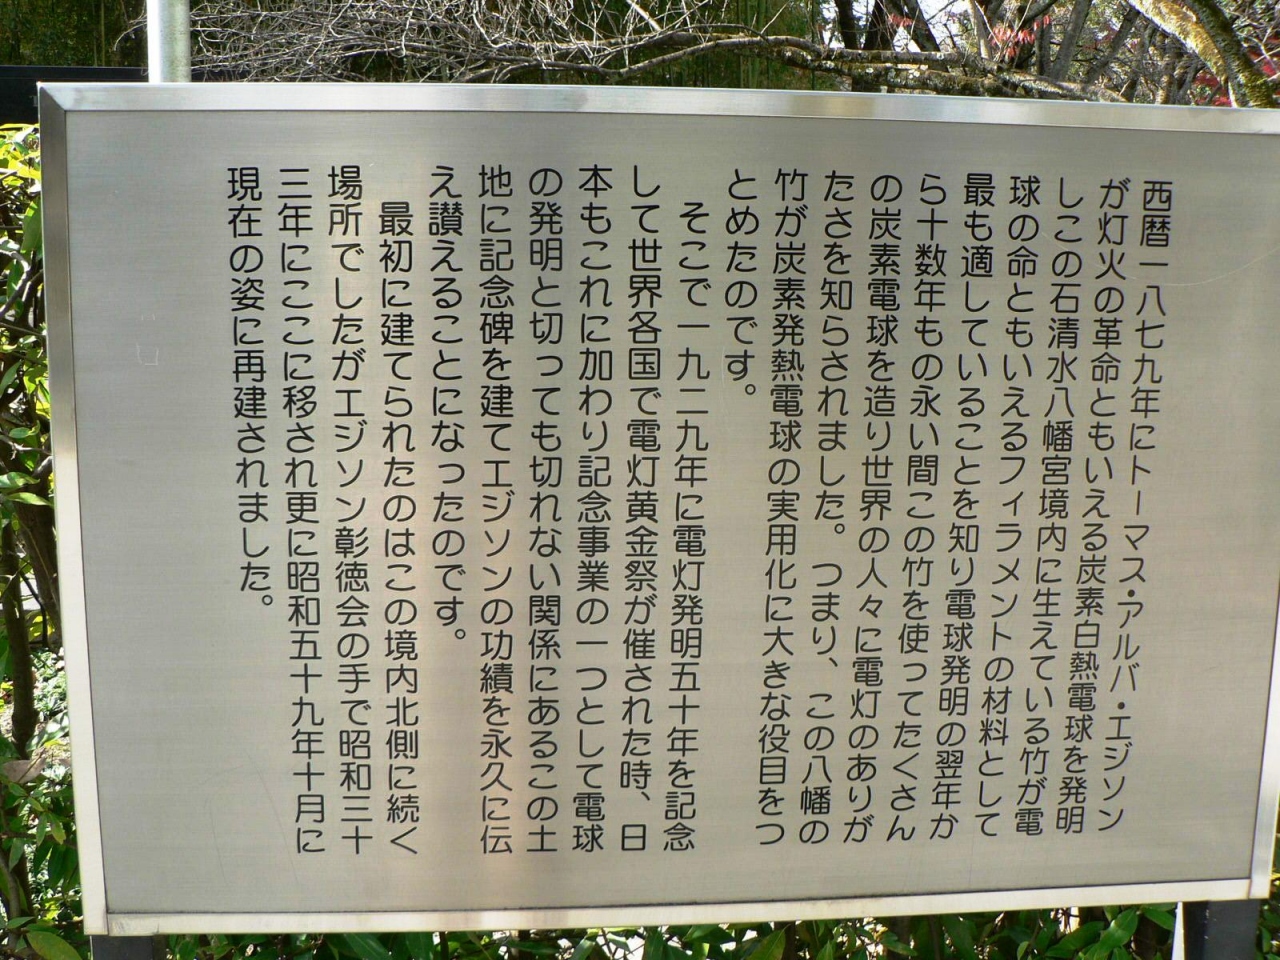 西暦一八七九年にトーマス・アルバ・エジソン
が灯火の革命ともいえる炭素白熱電球を発明
しこの石清水八幡宮境内に生えている竹が電
球の命ともいえるフィラメントの材料として
最も適していることを知り電球発明の翌年か
ら十数年もの永い間この竹を使ってたくさん
の炭素電球を造り世界の人々に電灯のありが
たさを知らされました。つまり、この八幡の
竹が炭素発熱電球の実用化に大きな役目をつ
とめたのです。
そこで一九二九年に電灯発明五十年を記念
して世界各国で電灯黄金祭が催された時、日
本もこれに加わり記念事業の一つとして電球
の発明と切っても切れない関係にあるこの土
地に記念碑を建てエジソンの功績を永久に伝
え讃えることになったのです。
最初に建てられたのはこの境内北側に続く
場所でしたがエジソン彰徳会の手で昭和三十
三年にここに移され更に昭和五十九年十月に
現在の姿に再建されました。